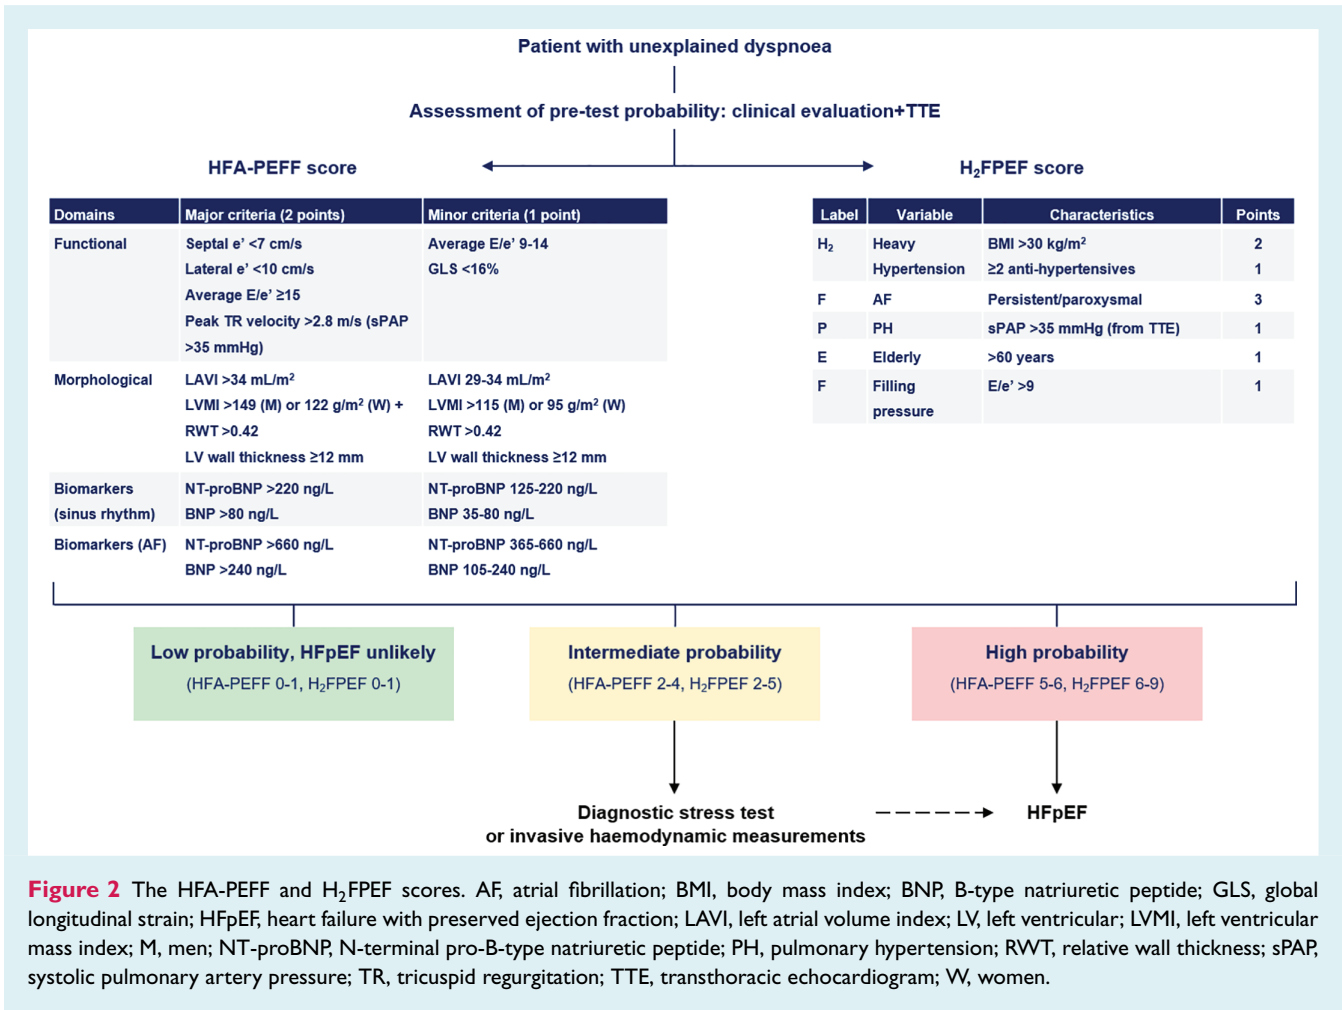 Patient with unexplained dyspnoea
Assessment of pre-test probability: clinical evaluation+TTE
HFA-PEFF score
Domains Major criteria (2 points) Minor criteria (1 point)
Functional Septal e’ <7 cm/s Average E/e’ 9-14
Lateral e’ <10 cm/s GLS <16%
Average E/e’ ≥15
Peak TR velocity >2.8 m/s (sPAP
>35 mmHg)
Morphological LAVI >34 mL/m² LAVI 29-34 mL/m²
LVMI >149 (M) or 122 g/m² (W) + LVMI >115 (M) or 95 g/m² (W)
RWT >0.42 RWT >0.42
LV wall thickness ≥12 mm LV wall thickness ≥12 mm
Biomarkers NT-proBNP >220 ng/L NT-proBNP 125-220 ng/L
(sinus rhythm) BNP >80 ng/L BNP 35-80 ng/L
Biomarkers (AF) NT-proBNP >660 ng/L NT-proBNP 365-660 ng/L
BNP >240 ng/L BNP 105-240 ng/L
H₂FPEF score
Label Variable Characteristics Points
H₂ Heavy BMI >30 kg/m² 2
Hypertension ≥2 anti-hypertensives 1
F AF Persistent/paroxysmal 3
P PH sPAP >35 mmHg (from TTE) 1
E Elderly >60 years 1
F Filling E/e’ >9 1
pressure
Low probability, HFpEF unlikely
(HFA-PEFF 0-1, H₂FPEF 0-1)
Intermediate probability
(HFA-PEFF 2-4, H₂FPEF 2-5)
High probability
(HFA-PEFF 5-6, H₂FPEF 6-9)
Diagnostic stress test
or invasive haemodynamic measurements
HFpEF
Figure 2 The HFA-PEFF and H₂FPEF scores. AF, atrial fibrillation; BMI, body mass index; BNP, B-type natriuretic peptide; GLS, global
longitudinal strain; HFpEF, heart failure with preserved ejection fraction; LAVI, left atrial volume index; LV, left ventricular; LVMI, left ventricular
mass index; M, men; NT-proBNP, N-terminal pro-B-type natriuretic peptide; PH, pulmonary hypertension; RWT, relative wall thickness; sPAP,
systolic pulmonary artery pressure; TR, tricuspid regurgitation; TTE, transthoracic echocardiogram; W, women.